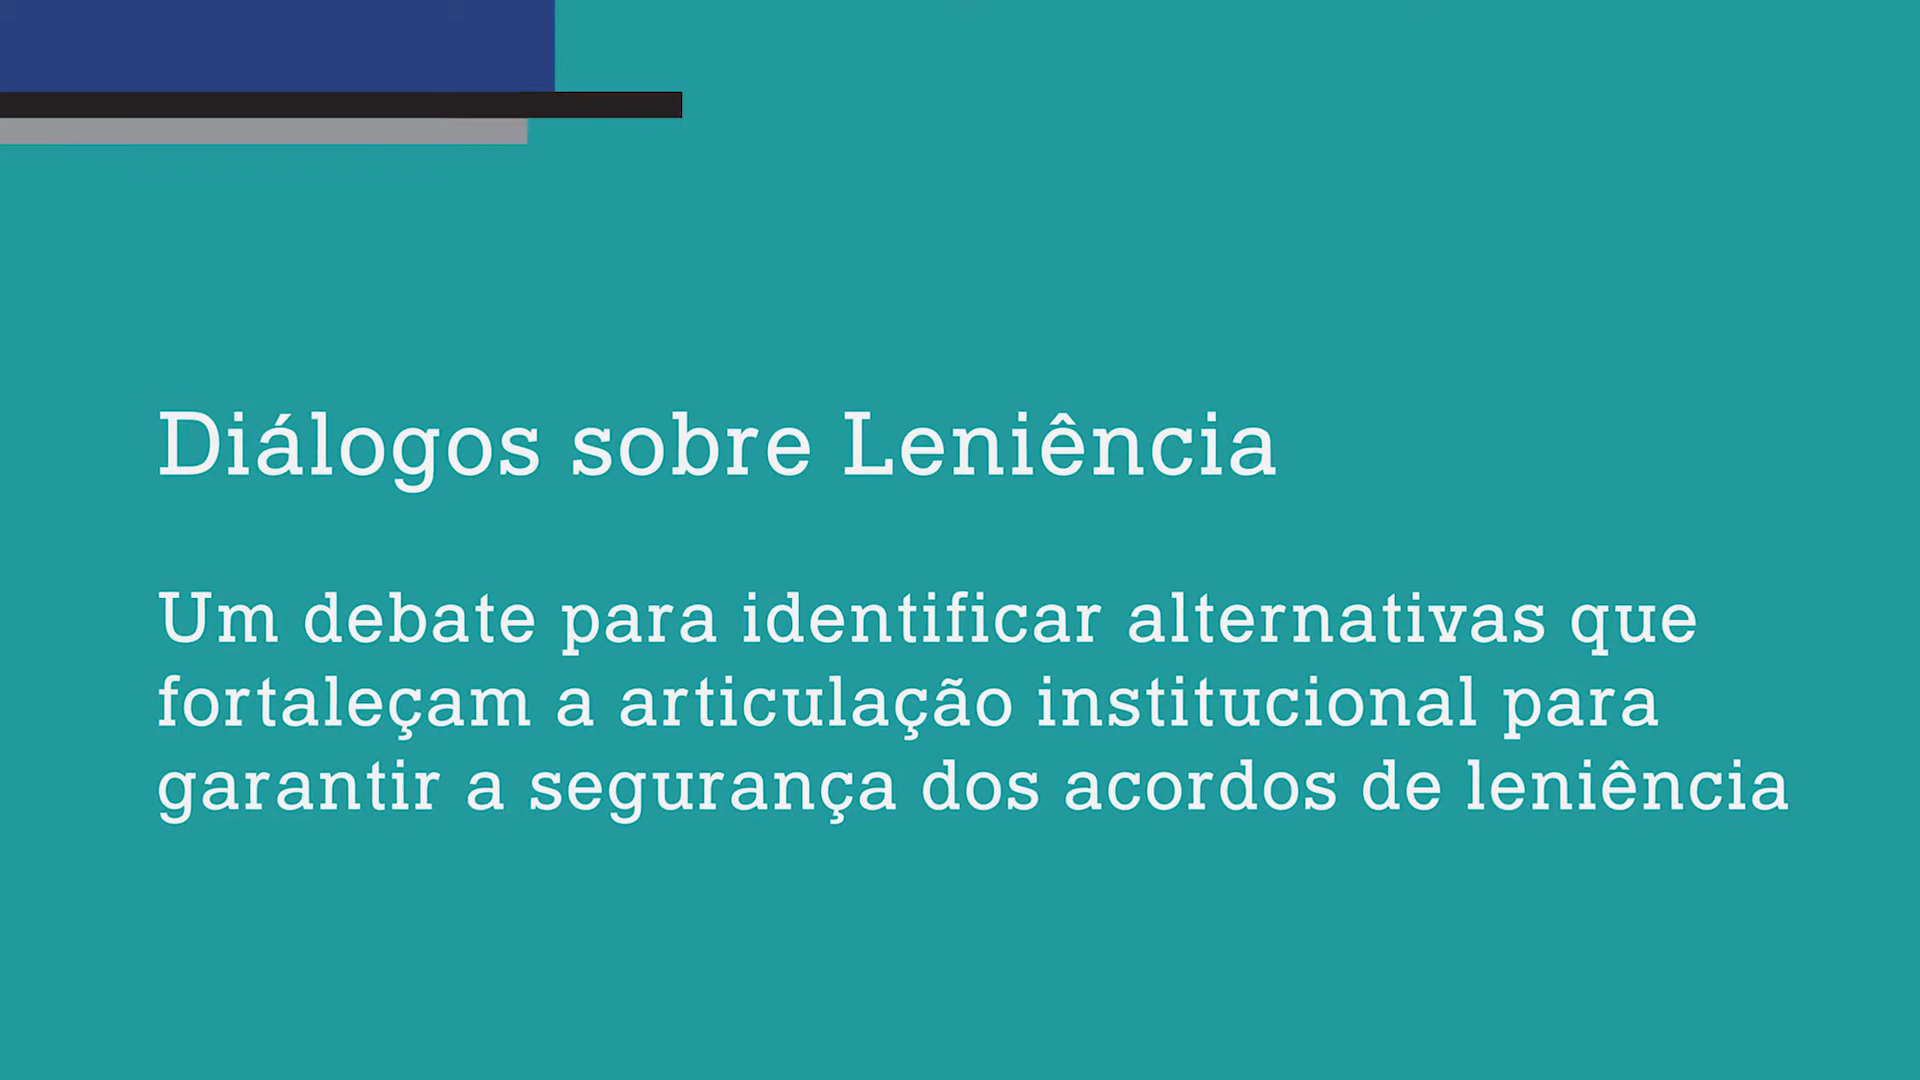 Diálogos sobre Leniência
Um debate para identificar alternativas que
fortaleçam a articulação institucional para
garantir a segurança dos acordos de leniência